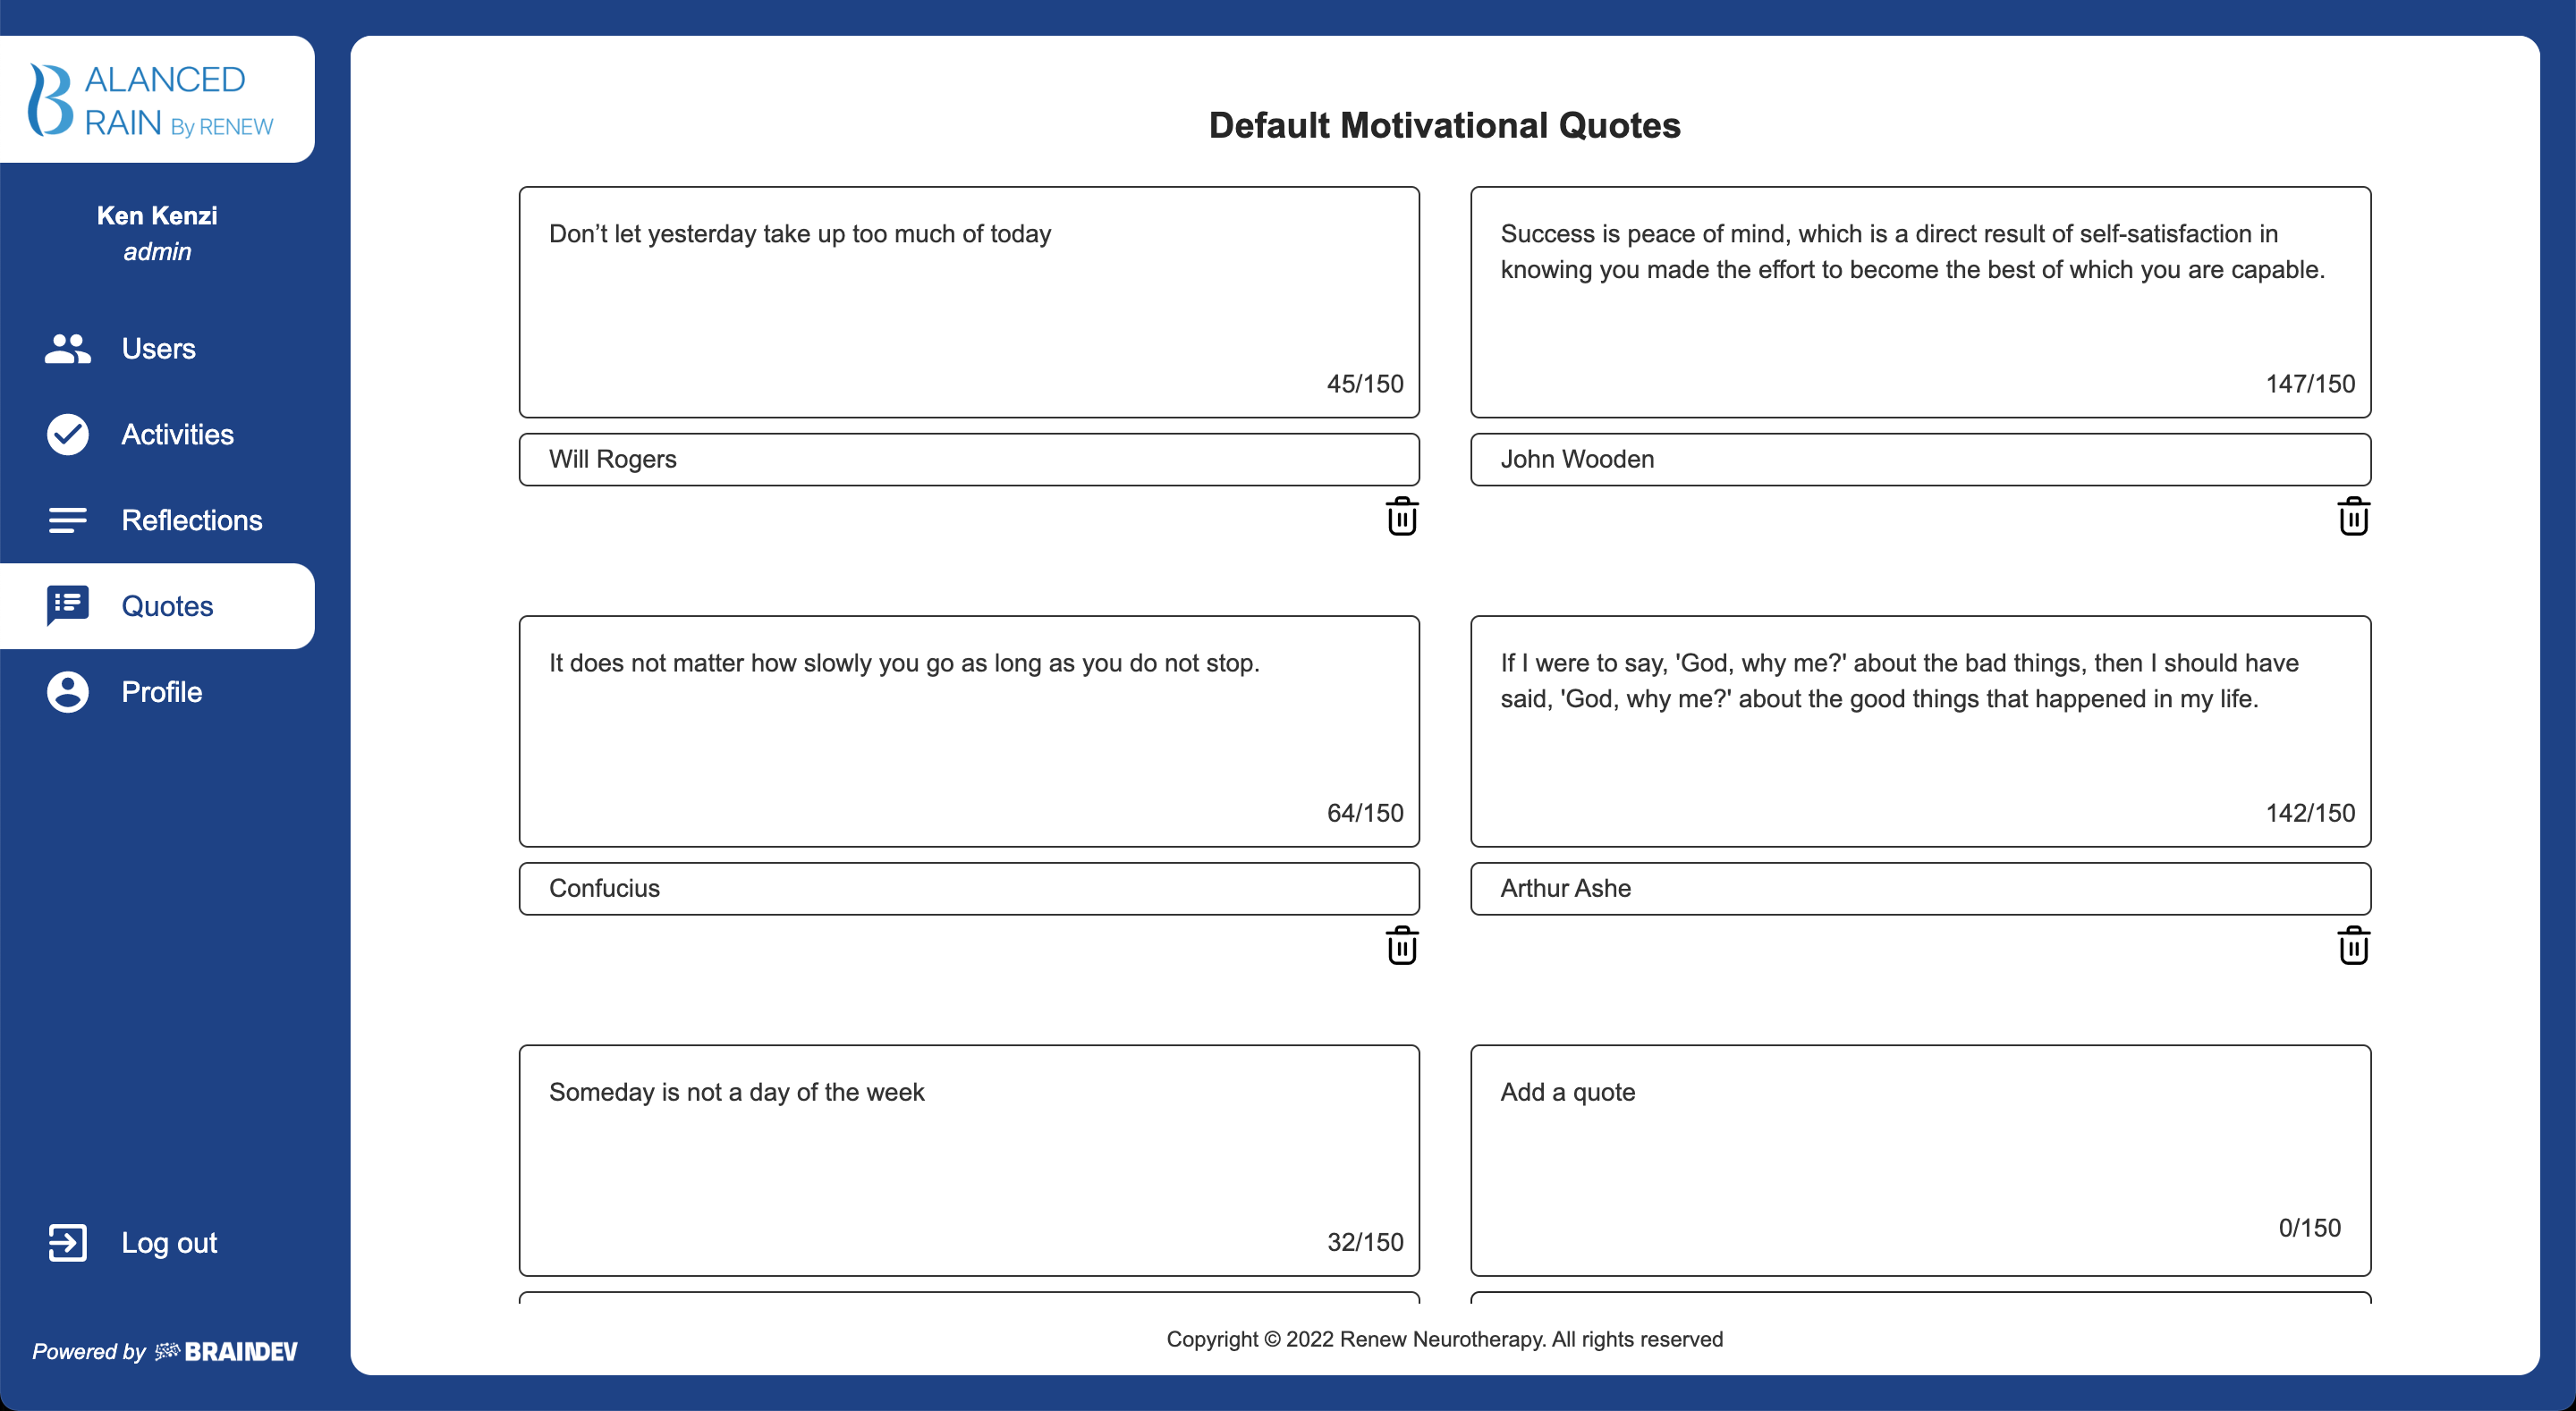 BALANCED
BRAIN By RENEW
Ken Kenzi
admin
Users
Activities
Reflections
Quotes
Profile
Log out
Powered by BRAINDEV
Default Motivational Quotes
Don’t let yesterday take up too much of today
45/150
Will Rogers
Success is peace of mind, which is a direct result of self-satisfaction in
knowing you made the effort to become the best of which you are capable.
147/150
John Wooden
It does not matter how slowly you go as long as you do not stop.
64/150
Confucius
If I were to say, 'God, why me?' about the bad things, then I should have
said, 'God, why me?' about the good things that happened in my life.
142/150
Arthur Ashe
Someday is not a day of the week
32/150
Add a quote
0/150
Copyright © 2022 Renew Neurotherapy. All rights reserved